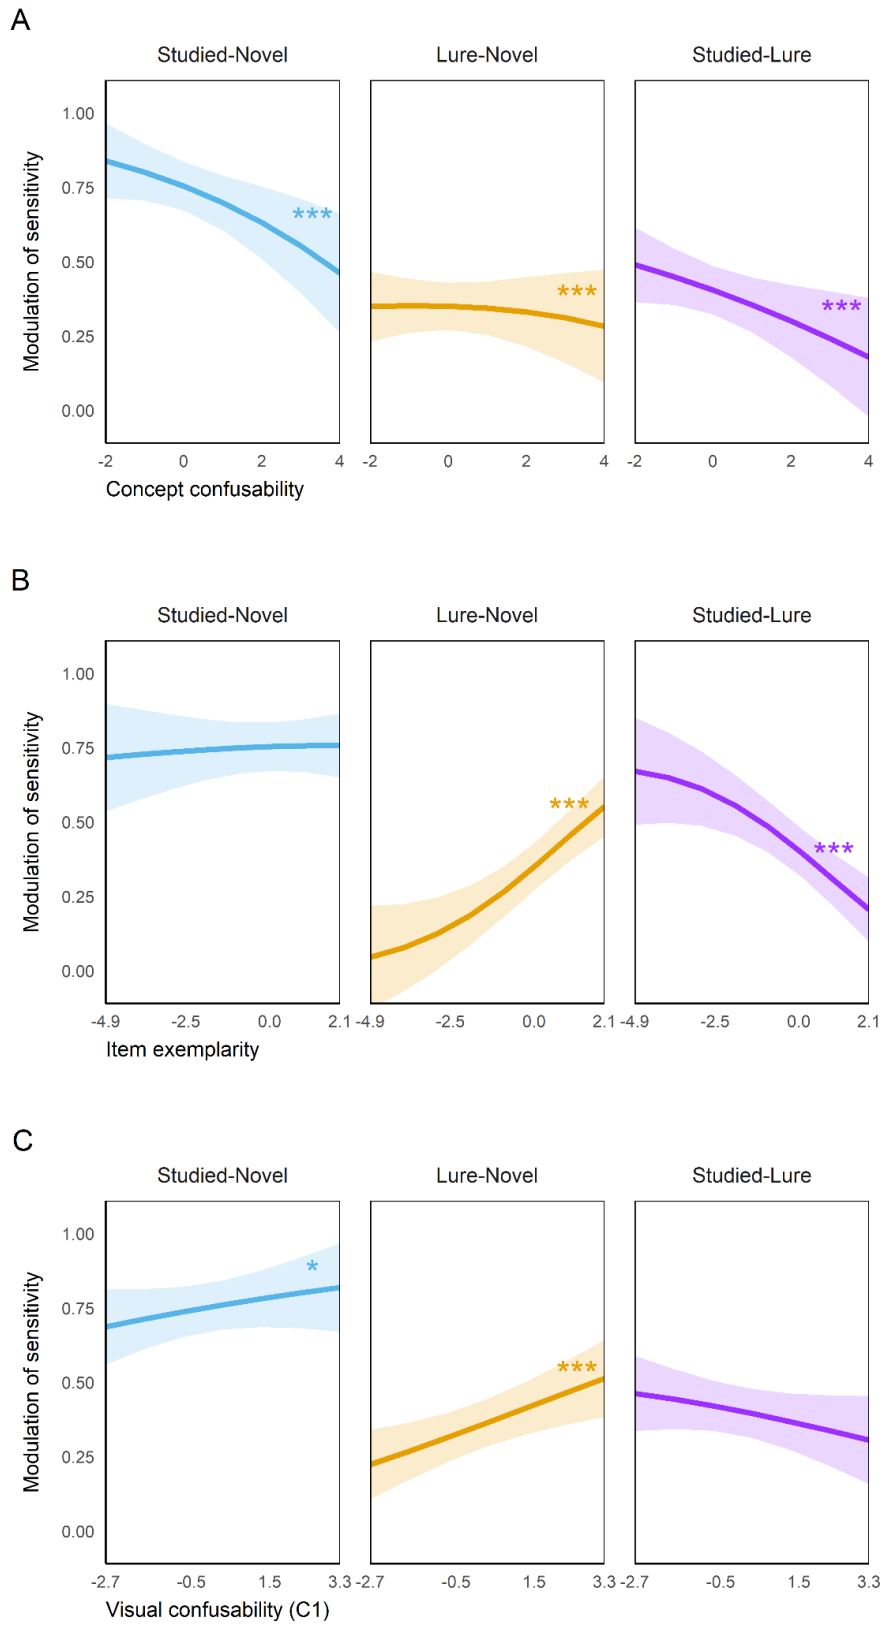 A
Studied-Novel Lure-Novel Studied-Lure
Modulation of sensitivity
1.00
0.75
0.50
0.25
0.00
***
***
***
-2 0 2 4 -2 0 2 4 -2 0 2 4
Concept confusability
B
Studied-Novel Lure-Novel Studied-Lure
Modulation of sensitivity
1.00
0.75
0.50
0.25
0.00
***
***
-4.9 -2.5 0.0 2.1 -4.9 -2.5 0.0 2.1 -4.9 -2.5 0.0 2.1
Item exemplarity
C
Studied-Novel Lure-Novel Studied-Lure
Modulation of sensitivity
1.00
0.75
0.50
0.25
0.00
*
***
-2.7 -0.5 1.5 3.3 -2.7 -0.5 1.5 3.3 -2.7 -0.5 1.5 3.3
Visual confusability (C1)